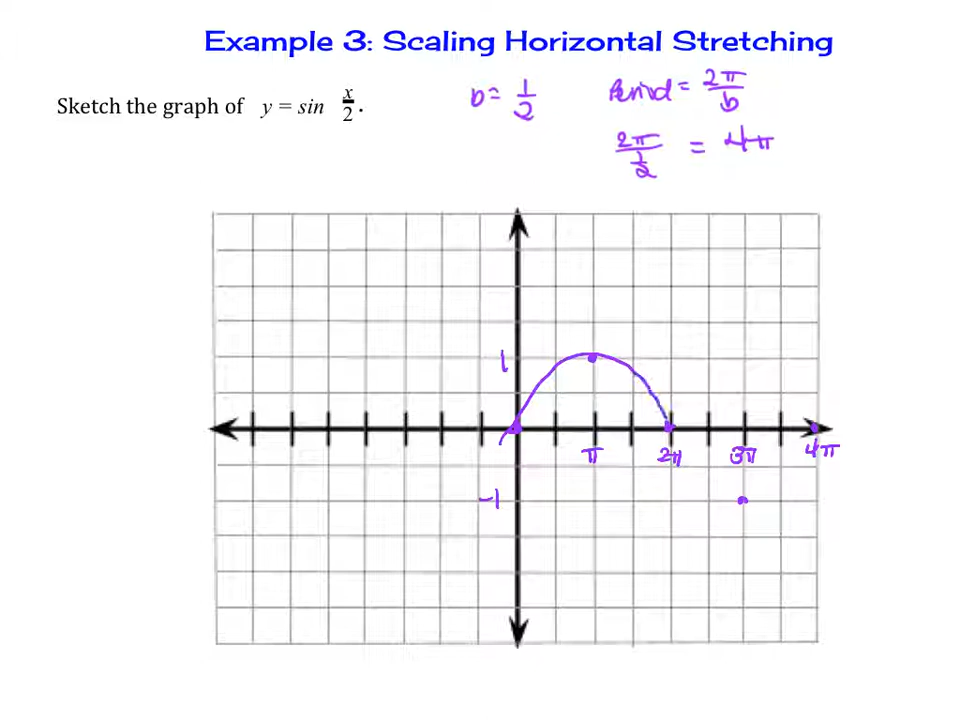 Example 3: Scaling Horizontal Stretching
Sketch the graph of y = sin x/2.
b = 1/2
Period = 2π/b
2π/(1/2) = 4π
1
π 2π 3π 4π
-1